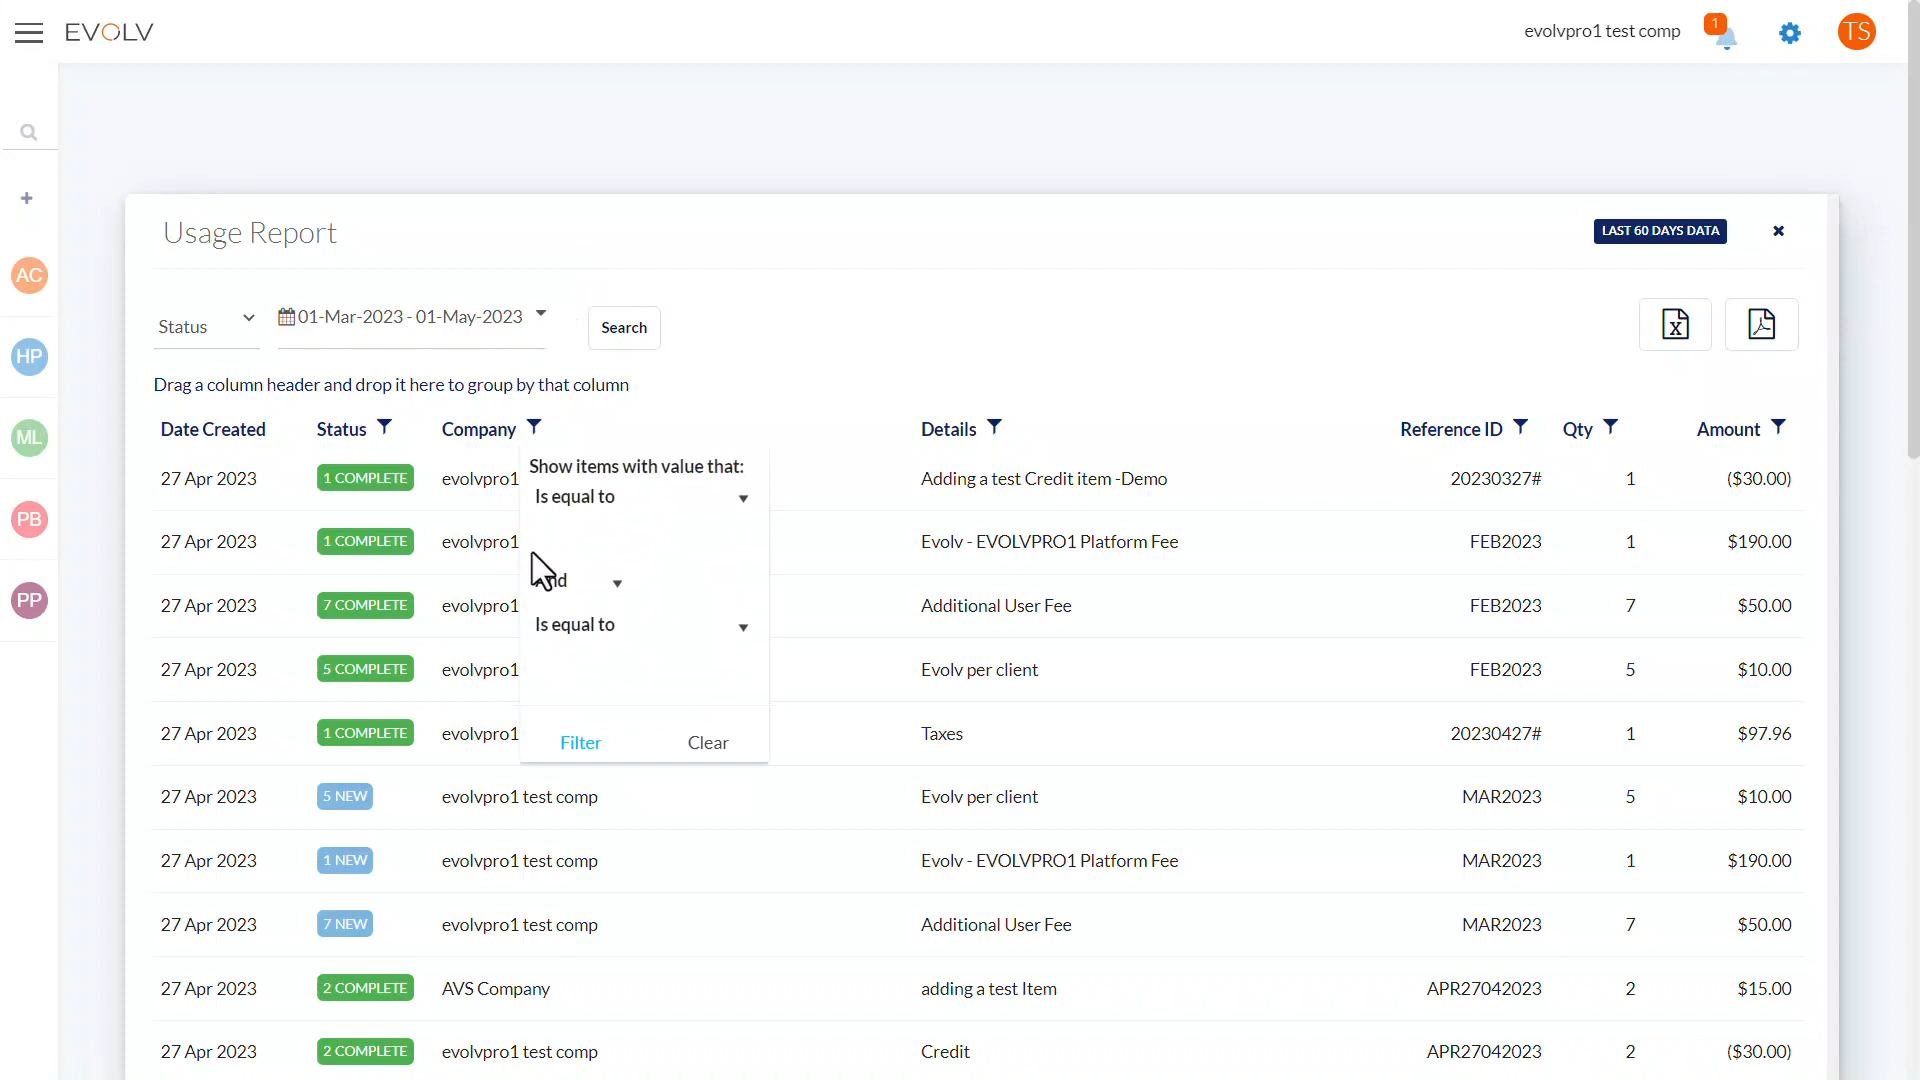 EVOLV
evolvpro1 test comp
1
TS
AC
HP
ML
PB
PP
Usage Report
LAST 60 DAYS DATA
Status
01-Mar-2023 - 01-May-2023
Search
Drag a column header and drop it here to group by that column
Date Created Status Company Details Reference ID Qty Amount
27 Apr 2023 1 COMPLETE evolvpro1 Adding a test Credit item -Demo 20230327# 1 ($30.00)
27 Apr 2023 1 COMPLETE evolvpro1 Evolv - EVOLVPRO1 Platform Fee FEB2023 1 $190.00
27 Apr 2023 7 COMPLETE evolvpro1 Additional User Fee FEB2023 7 $50.00
27 Apr 2023 5 COMPLETE evolvpro1 Evolv per client FEB2023 5 $10.00
27 Apr 2023 1 COMPLETE evolvpro1 Taxes 20230427# 1 $97.96
27 Apr 2023 5 NEW evolvpro1 test comp Evolv per client MAR2023 5 $10.00
27 Apr 2023 1 NEW evolvpro1 test comp Evolv - EVOLVPRO1 Platform Fee MAR2023 1 $190.00
27 Apr 2023 7 NEW evolvpro1 test comp Additional User Fee MAR2023 7 $50.00
27 Apr 2023 2 COMPLETE AVS Company adding a test Item APR27042023 2 $15.00
27 Apr 2023 2 COMPLETE evolvpro1 test comp Credit APR27042023 2 ($30.00)
Show items with value that:
Is equal to
And
Is equal to
Filter Clear